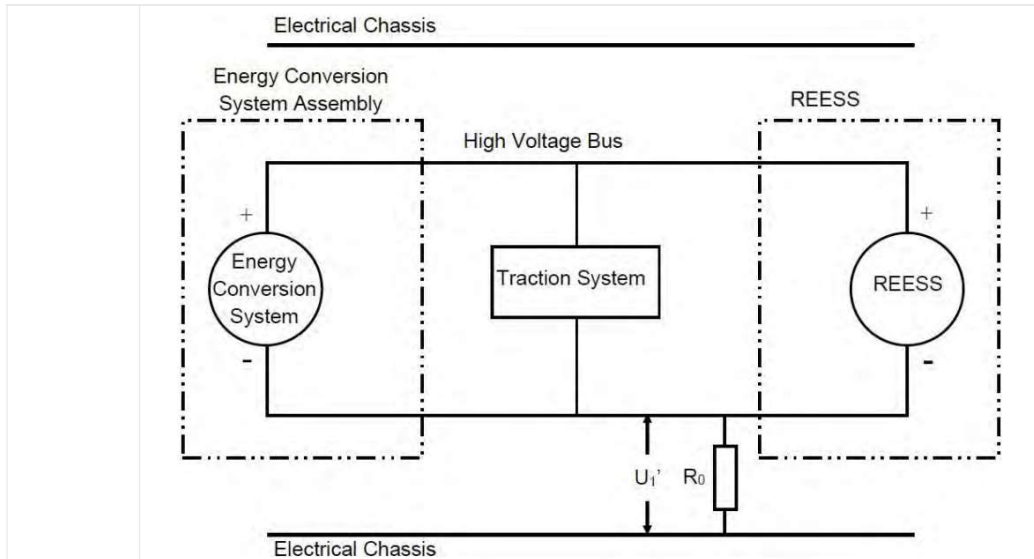 Electrical Chassis
Energy Conversion
System Assembly
REESS
High Voltage Bus
+
+
Energy
Conversion
System
Traction System
REESS
-
-
U₁’
R₀
Electrical Chassis